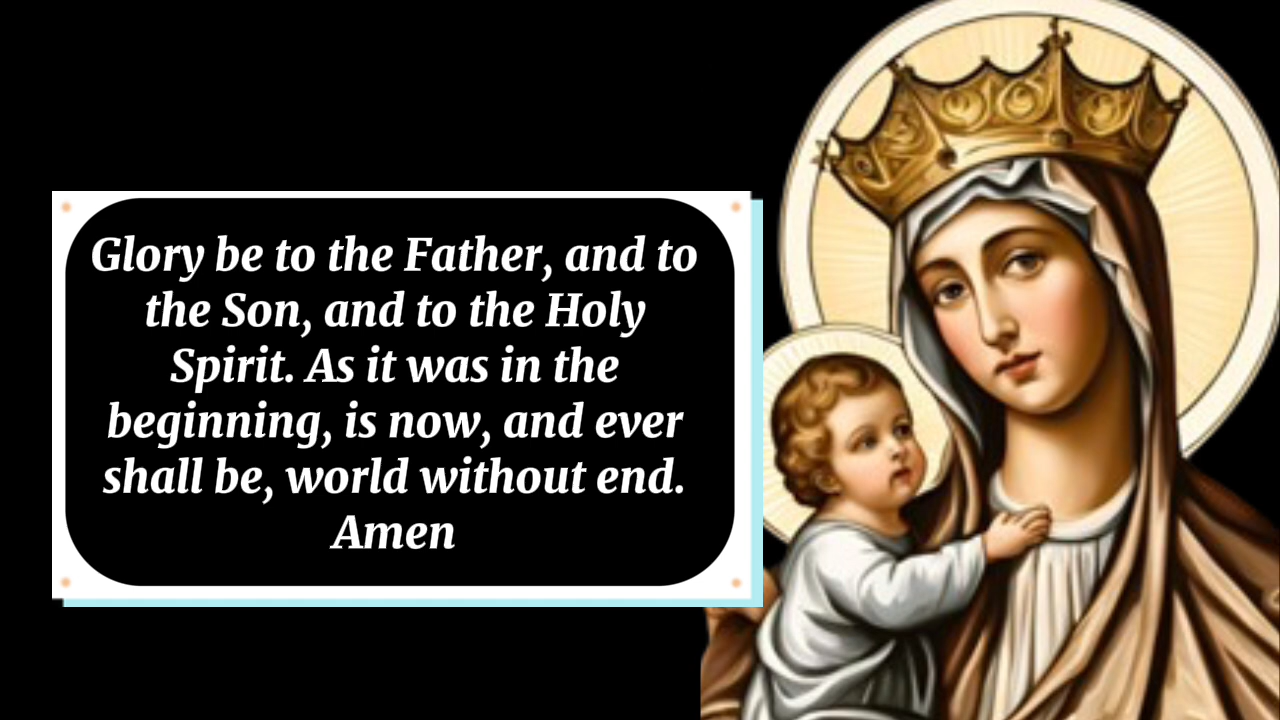 Glory be to the Father, and to
the Son, and to the Holy
Spirit. As it was in the
beginning, is now, and ever
shall be, world without end.
Amen